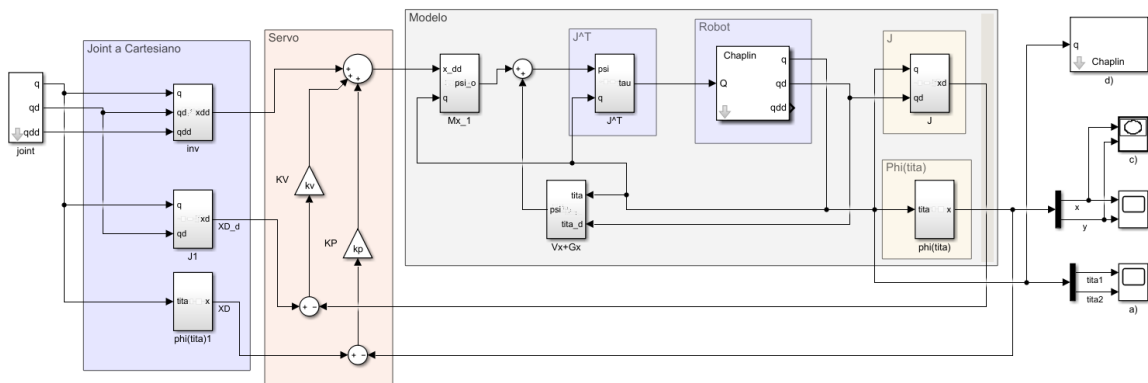 Joint a Cartesiano
q
qd
qdd
joint
q
qd
qdd
xdd
inv
q
qd
xd
J1
XD_d
tita
x
phi(tita)1
XD
Servo
+
+
+
KV
kv
KP
kp
+ -
+ -
Modelo
x_dd
psi_o
q
Mx_1
+
+
J^T
psi
q
tau
J^T
Robot
Chaplin
Q
q
qd
qdd
J
q
qd
xd
J
tita
psi
tita_d
Vx+Gx
Phi(tita)
tita
x
phi(tita)
q
Chaplin
d)
c)
x
y
tita1
tita2
a)